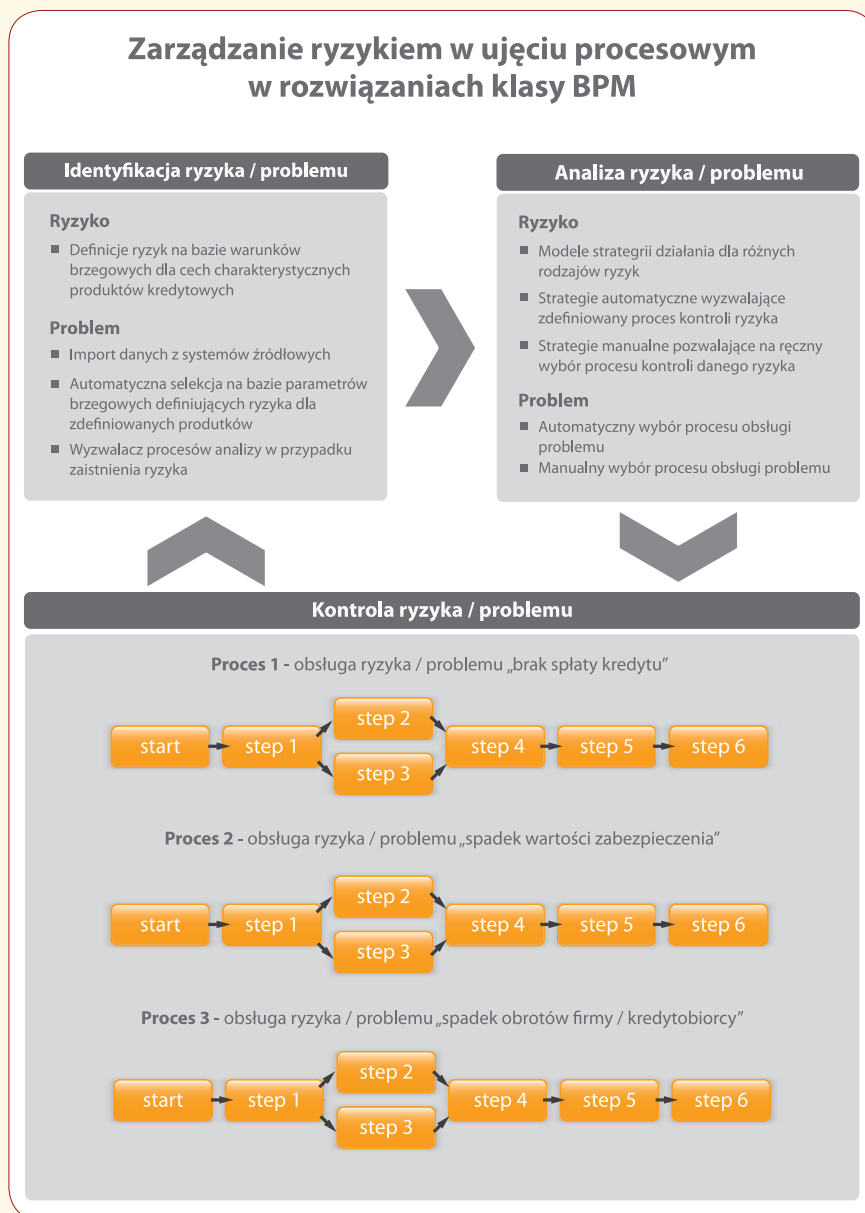 Zarządzanie ryzykiem w ujęciu procesowym
w rozwiązaniach klasy BPM
Identyfikacja ryzyka / problemu
Ryzyko
■ Definicje ryzyk na bazie warunków
brzegowych dla cech charakterystycznych
produktów kredytowych
Problem
■ Import danych z systemów źródłowych
■ Automatyczna selekcja na bazie parametrów
brzegowych definiujących ryzyka dla
zdefiniowanych produtków
■ Wyzwalacz procesów analizy w przypadku
zaistnienia ryzyka
Analiza ryzyka / problemu
Ryzyko
■ Modele strategrii działania dla różnych
rodzajów ryzyk
■ Strategie automatyczne wyzwalające
zdefiniowany proces kontroli ryzyka
■ Strategie manualne pozwalające na ręczny
wybór procesu kontroli danego ryzyka
Problem
■ Automatyczny wybór procesu obsługi
problemu
■ Manualny wybór procesu obsługi problemu
Kontrola ryzyka / problemu
Proces 1 - obsługa ryzyka / problemu „brak spłaty kredytu”
start
step 1
step 2
step 3
step 4
step 5
step 6
Proces 2 - obsługa ryzyka / problemu „spadek wartości zabezpieczenia”
start
step 1
step 2
step 3
step 4
step 5
step 6
Proces 3 - obsługa ryzyka / problemu „spadek obrotów firmy / kredytobiorcy”
start
step 1
step 2
step 3
step 4
step 5
step 6